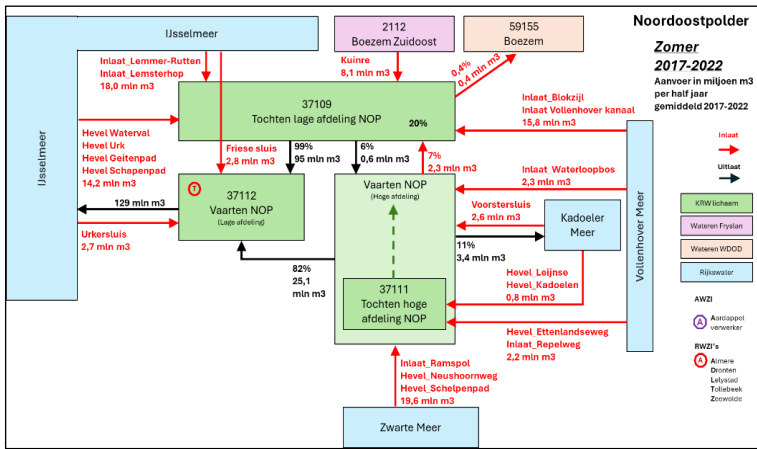 IJsselmeer
2112
Boezem Zuidoost
59155
Boezem
Noordoostpolder
Zomer
2017-2022
Aanvoer in miljoen m3
per half jaar
gemiddeld 2017-2022
Inlaat_Lemmer-Rutten
Inlaat_Lemsterhop
18,0 mln m3
Kuinre
8,1 mln m3
0,4%
0,4 mln m3
37109
Tochten lage afdeling NOP
20%
Inlaat_Blokzijl
Inlaat Vollenhover kanaal
15,8 mln m3
Inlaat
Uitlaat
IJsselmeer
Hevel Waterval
Hevel Urk
Hevel Geitenpad
Hevel Schapenpad
14,2 mln m3
Friese sluis
2,8 mln m3
99%
95 mln m3
6%
0,6 mln m3
7%
2,3 mln m3
Inlaat_Waterloopbos
2,3 mln m3
T
37112
Vaarten NOP
(Lage afdeling)
Vaarten NOP
(Hoge afdeling)
Voorstersluis
2,6 mln m3
Kadoeler
Meer
Vollenhover Meer
KRW lichaam
Wateren Fryslan
Wateren WDOD
Rijkswater
129 mln m3
Urkersluis
2,7 mln m3
11%
3,4 mln m3
82%
25,1
mln m3
37111
Tochten hoge
afdeling NOP
Hevel_Leijnse
Hevel_Kadoelen
0,8 mln m3
Hevel_Ettenlandseweg
Inlaat_Repelweg
2,2 mln m3
Inlaat_Ramspol
Hevel_Neushoornweg
Hevel_Schelpenpad
19,6 mln m3
Zwarte Meer
AWZI
A
Aardappel
verwerker
RWZI's
A
Almere
Dronten
Lelystad
Tollebeek
Zeewolde